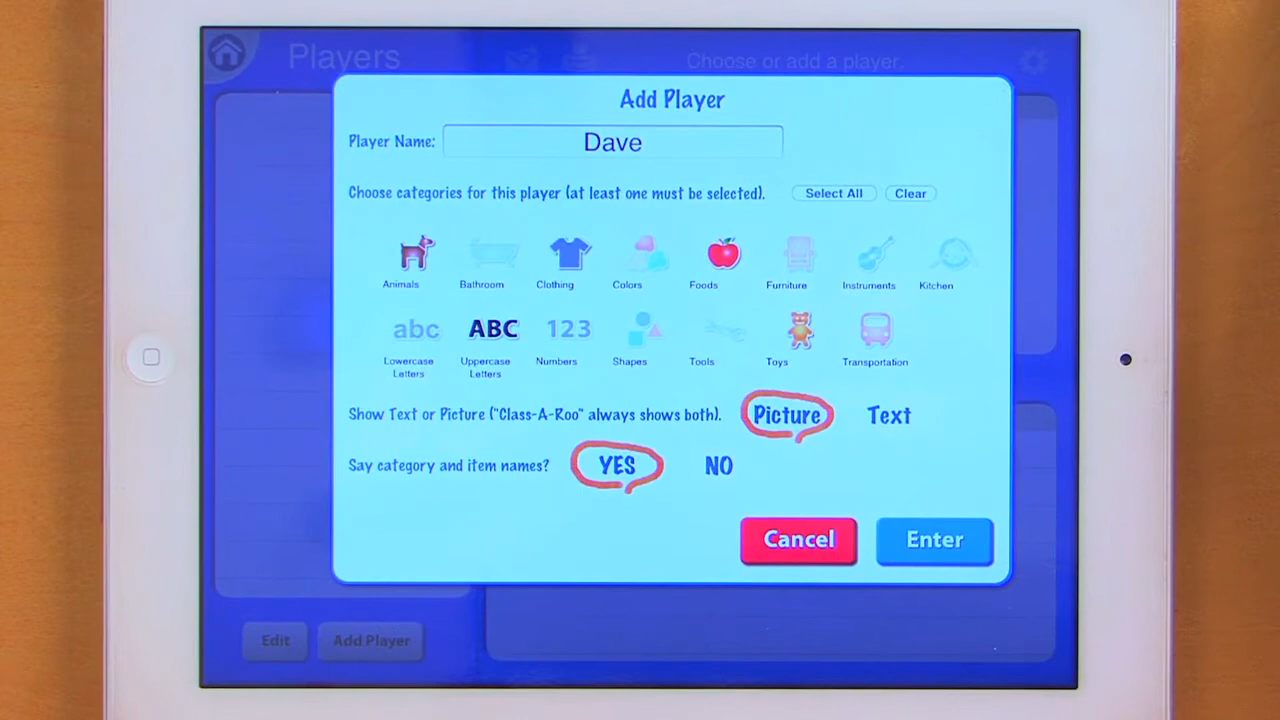 Players
Choose or add a player.
Add Player
Player Name: Dave
Choose categories for this player (at least one must be selected). Select All Clear
Animals Bathroom Clothing Colors Foods Furniture Instruments Kitchen
abc ABC 123
Lowercase Letters Uppercase Letters Numbers Shapes Tools Toys Transportation
Show Text or Picture ("Class-A-Roo" always shows both). Picture Text
Say category and item names? YES NO
Cancel Enter
Edit Add Player